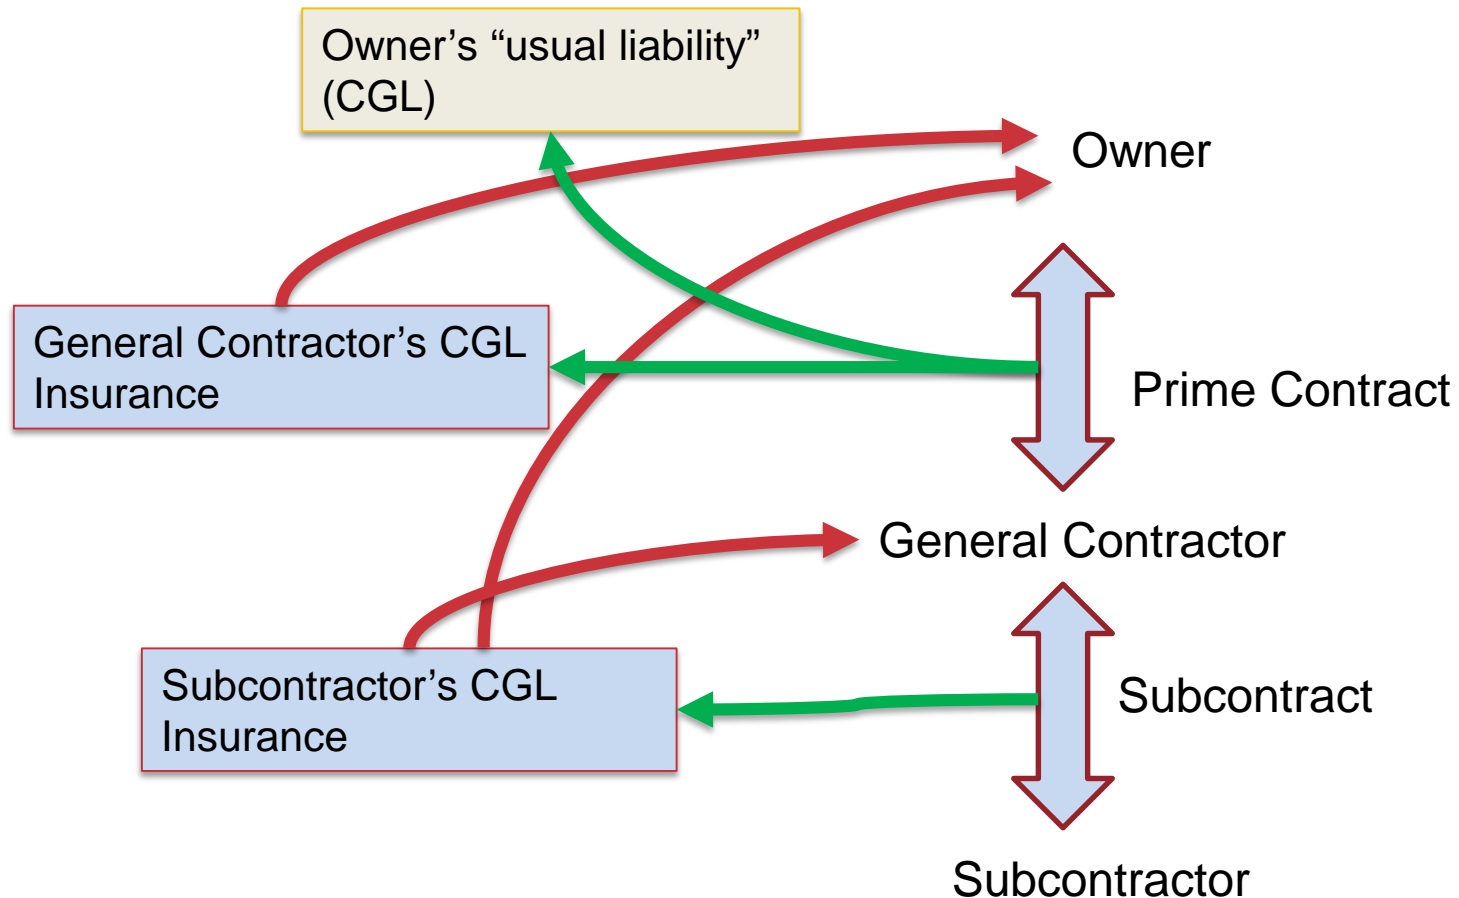 Owner’s “usual liability”
(CGL)
Owner
General Contractor’s CGL
Insurance
Prime Contract
General Contractor
Subcontractor’s CGL
Insurance
Subcontract
Subcontractor